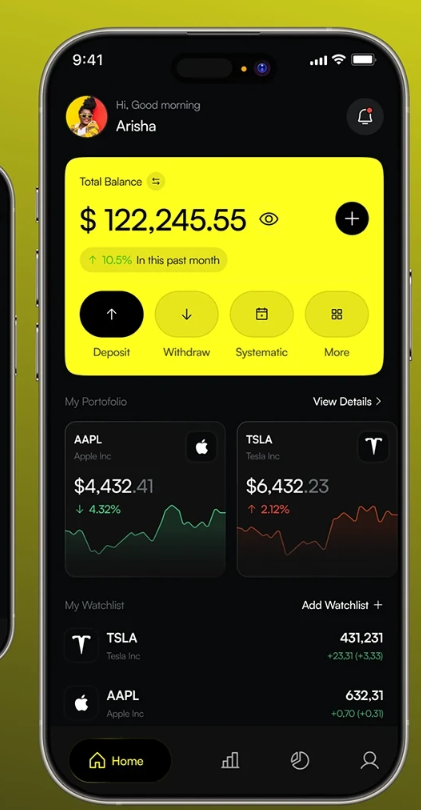 9:41
Hi, Good morning
Arisha
Total Balance
$ 122,245.55
↑ 10.5% In this past month
Deposit Withdraw Systematic More
My Portofolio View Details >
AAPL TSLA
Apple Inc Tesla Inc
$4,432.41 $6,432.23
↓ 4.32% ↑ 2.12%
My Watchlist Add Watchlist +
TSLA 431,231
Tesla Inc +23,31 (+3,33)
AAPL 632,31
Apple Inc +0,70 (+0,31)
Home